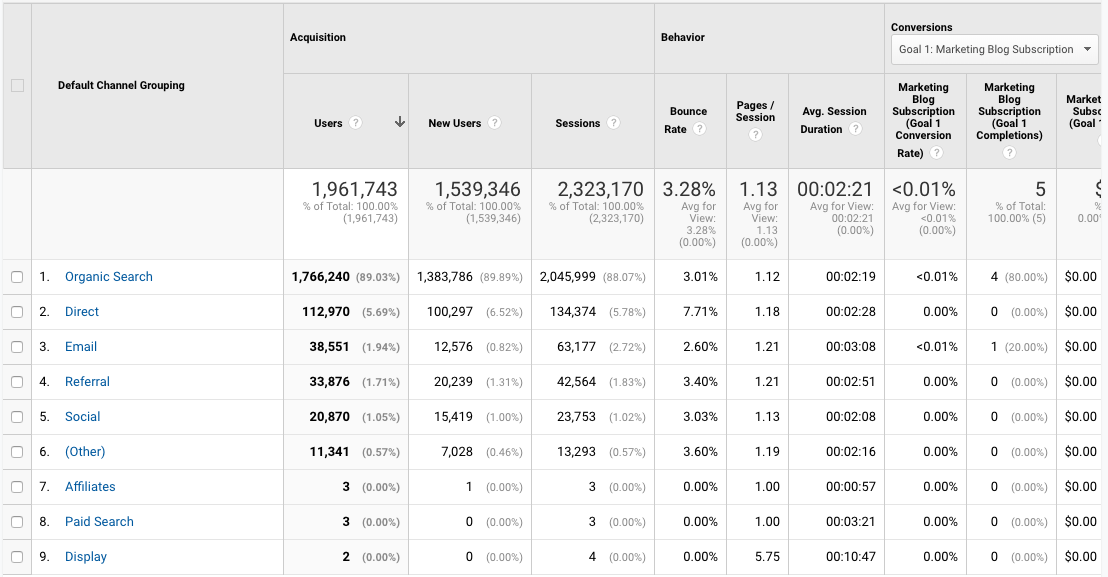 Acquisition
Behavior
Conversions
Goal 1: Marketing Blog Subscription
Default Channel Grouping
Users ?
New Users ?
Sessions ?
Bounce
Rate ?
Pages /
Session
?
Avg. Session
Duration ?
Marketing
Blog
Subscription
(Goal 1
Conversion
Rate) ?
Marketing
Blog
Subscription
(Goal 1
Completions)
?
1,961,743
% of Total: 100.00%
(1,961,743)
1,539,346
% of Total: 100.00%
(1,539,346)
2,323,170
% of Total: 100.00%
(2,323,170)
3.28%
Avg for
View:
3.28%
(0.00%)
1.13
Avg for
View:
1.13
(0.00%)
00:02:21
Avg for View:
00:02:21
(0.00%)
<0.01%
Avg for View:
<0.01%
(0.00%)
5
% of Total:
100.00% (5)
$
%
1. Organic Search 1,766,240 (89.03%) 1,383,786 (89.89%) 2,045,999 (88.07%) 3.01% 1.12 00:02:19 <0.01% 4 (80.00%) $0.00
2. Direct 112,970 (5.69%) 100,297 (6.52%) 134,374 (5.78%) 7.71% 1.18 00:02:28 0.00% 0 (0.00%) $0.00
3. Email 38,551 (1.94%) 12,576 (0.82%) 63,177 (2.72%) 2.60% 1.21 00:03:08 <0.01% 1 (20.00%) $0.00
4. Referral 33,876 (1.71%) 20,239 (1.31%) 42,564 (1.83%) 3.40% 1.21 00:02:51 0.00% 0 (0.00%) $0.00
5. Social 20,870 (1.05%) 15,419 (1.00%) 23,753 (1.02%) 3.03% 1.13 00:02:08 0.00% 0 (0.00%) $0.00
6. (Other) 11,341 (0.57%) 7,028 (0.46%) 13,293 (0.57%) 3.60% 1.19 00:02:16 0.00% 0 (0.00%) $0.00
7. Affiliates 3 (0.00%) 1 (0.00%) 3 (0.00%) 0.00% 1.00 00:00:57 0.00% 0 (0.00%) $0.00
8. Paid Search 3 (0.00%) 0 (0.00%) 3 (0.00%) 0.00% 1.00 00:03:21 0.00% 0 (0.00%) $0.00
9. Display 2 (0.00%) 0 (0.00%) 4 (0.00%) 0.00% 5.75 00:10:47 0.00% 0 (0.00%) $0.00